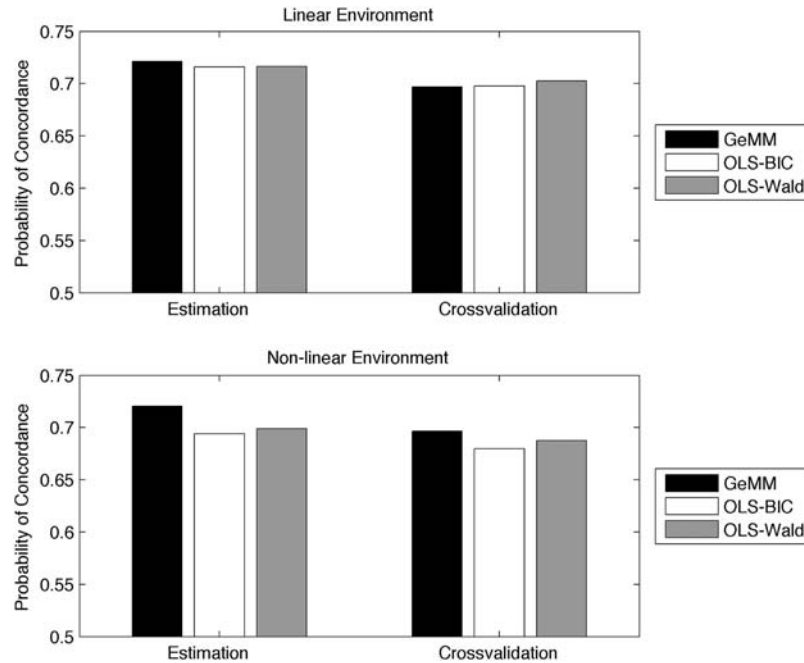 Linear Environment
Probability of Concordance
0.75
0.7
0.65
0.6
0.55
0.5
Estimation
Crossvalidation
GeMM
OLS-BIC
OLS-Wald
Non-linear Environment
Probability of Concordance
0.75
0.7
0.65
0.6
0.55
0.5
Estimation
Crossvalidation
GeMM
OLS-BIC
OLS-Wald